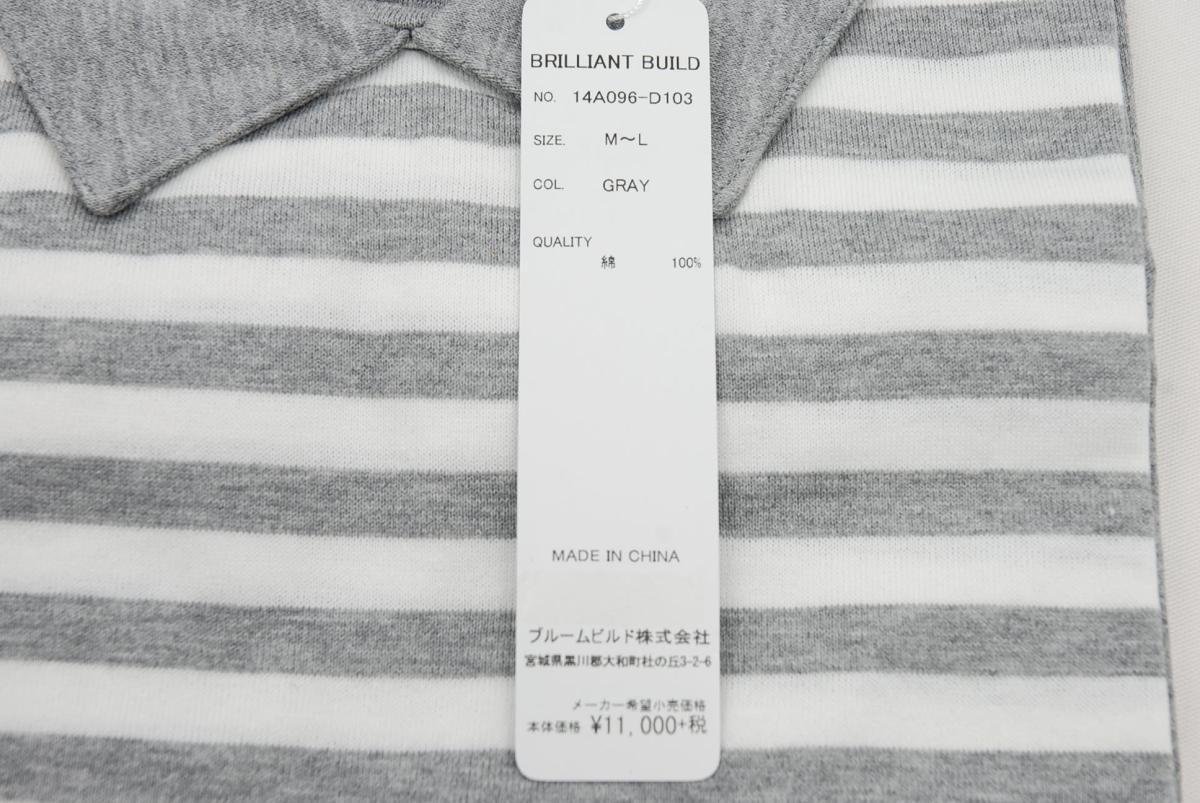 BRILLIANT BUILD
NO. 14A096-D103
SIZE. M～L
COL. GRAY
QUALITY
綿 100%
MADE IN CHINA
ブルームビルド株式会社
宮城県黒川郡大和町杜の丘3-2-6
メーカー希望小売価格
本体価格 ¥11,000+税